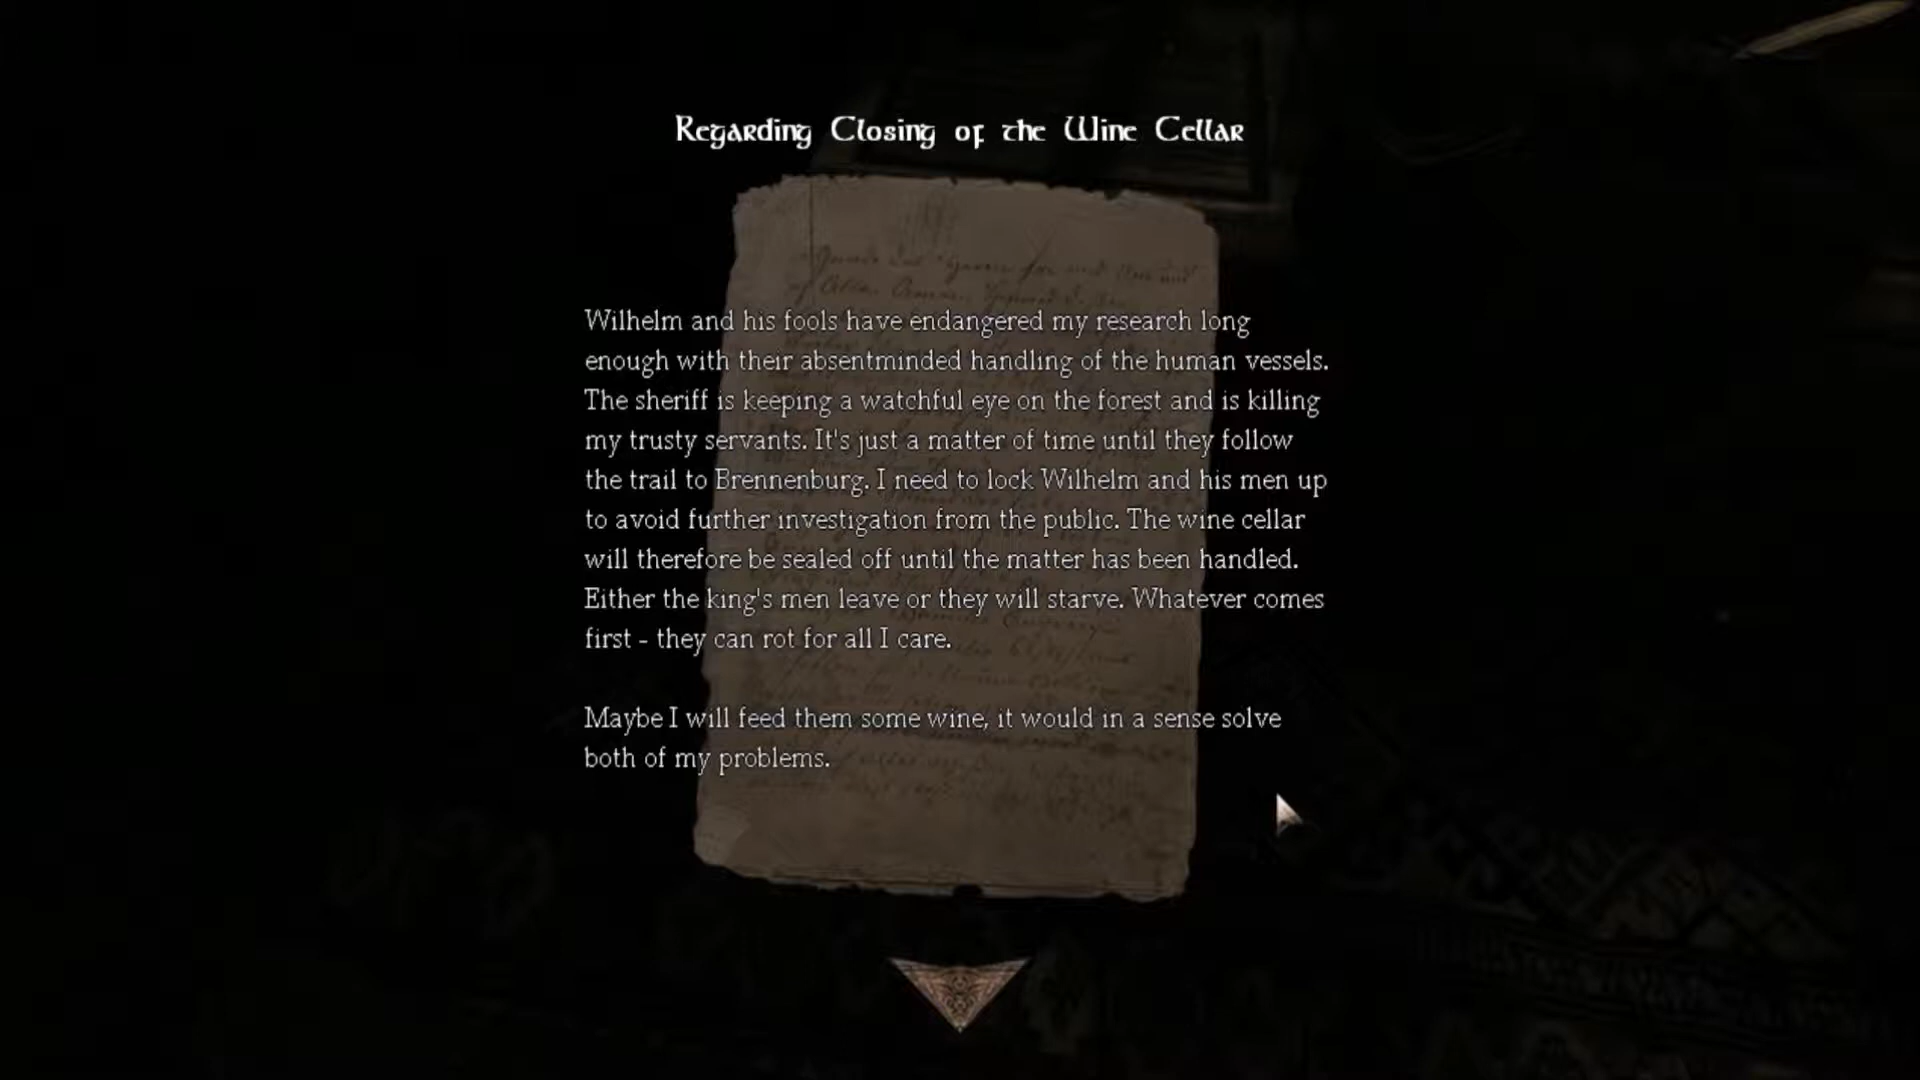 Regarding Closing of the Wine Cellar
Wilhelm and his fools have endangered my research long
enough with their absentminded handling of the human vessels.
The sheriff is keeping a watchful eye on the forest and is killing
my trusty servants. It's just a matter of time until they follow
the trail to Brennenburg. I need to lock Wilhelm and his men up
to avoid further investigation from the public. The wine cellar
will therefore be sealed off until the matter has been handled.
Either the king's men leave or they will starve. Whatever comes
first - they can rot for all I care.
Maybe I will feed them some wine, it would in a sense solve
both of my problems.